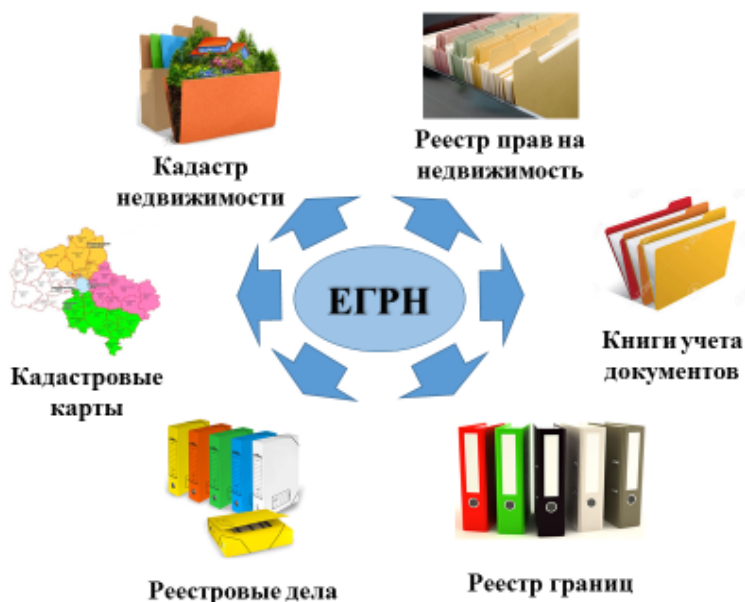 Кадастр
недвижимости
Реестр прав на
недвижимость
ЕГРН
Книги учета
документов
Кадастровые
карты
Реестровые дела
Реестр границ